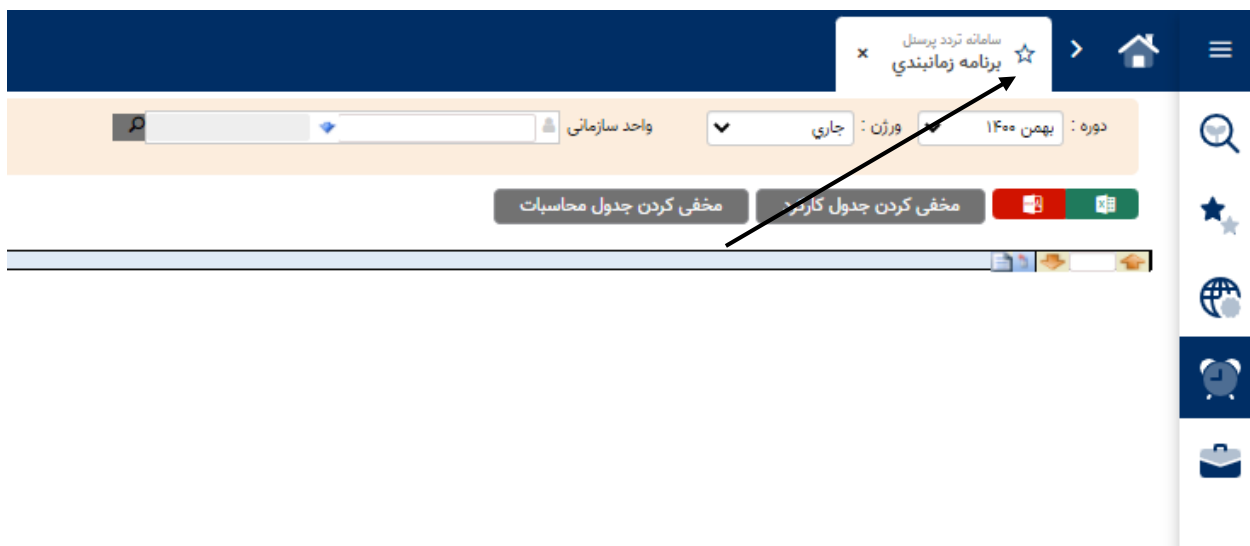 سامانه تردد پرسنل
برنامه زمانبندي
دوره : بهمن ۱۴۰۰ ورژن : جاري واحد سازمانی
مخفی کردن جدول کارکرد مخفی کردن جدول محاسبات